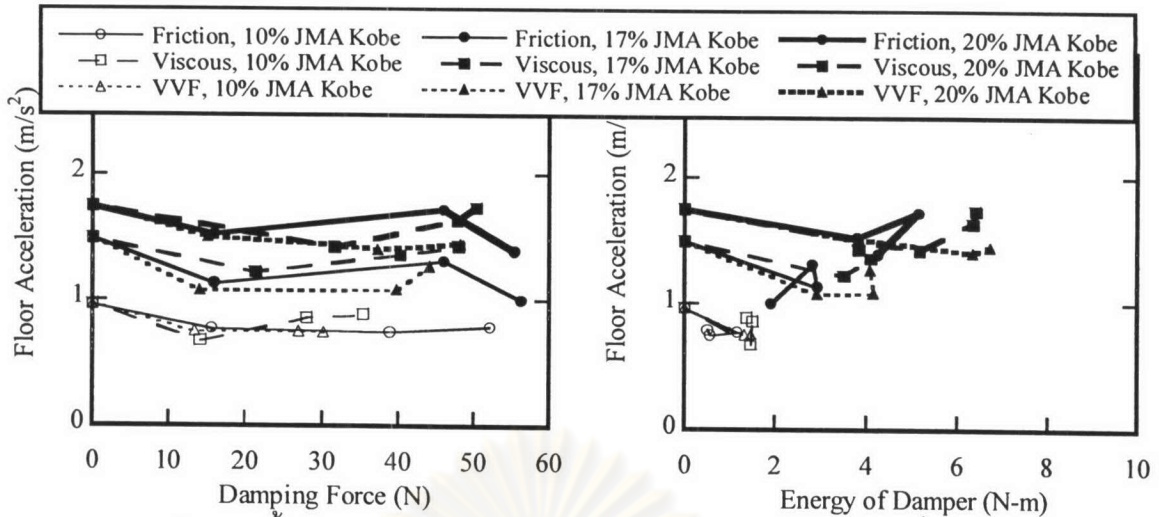 Friction, 10% JMA Kobe Friction, 17% JMA Kobe Friction, 20% JMA Kobe
Viscous, 10% JMA Kobe Viscous, 17% JMA Kobe Viscous, 20% JMA Kobe
VVF, 10% JMA Kobe VVF, 17% JMA Kobe VVF, 20% JMA Kobe
Floor Acceleration (m/s²)
2
1
0
0 10 20 30 40 50 60
Damping Force (N)
Floor Acceleration (m/
2
1
0
0 2 4 6 8 10
Energy of Damper (N-m)